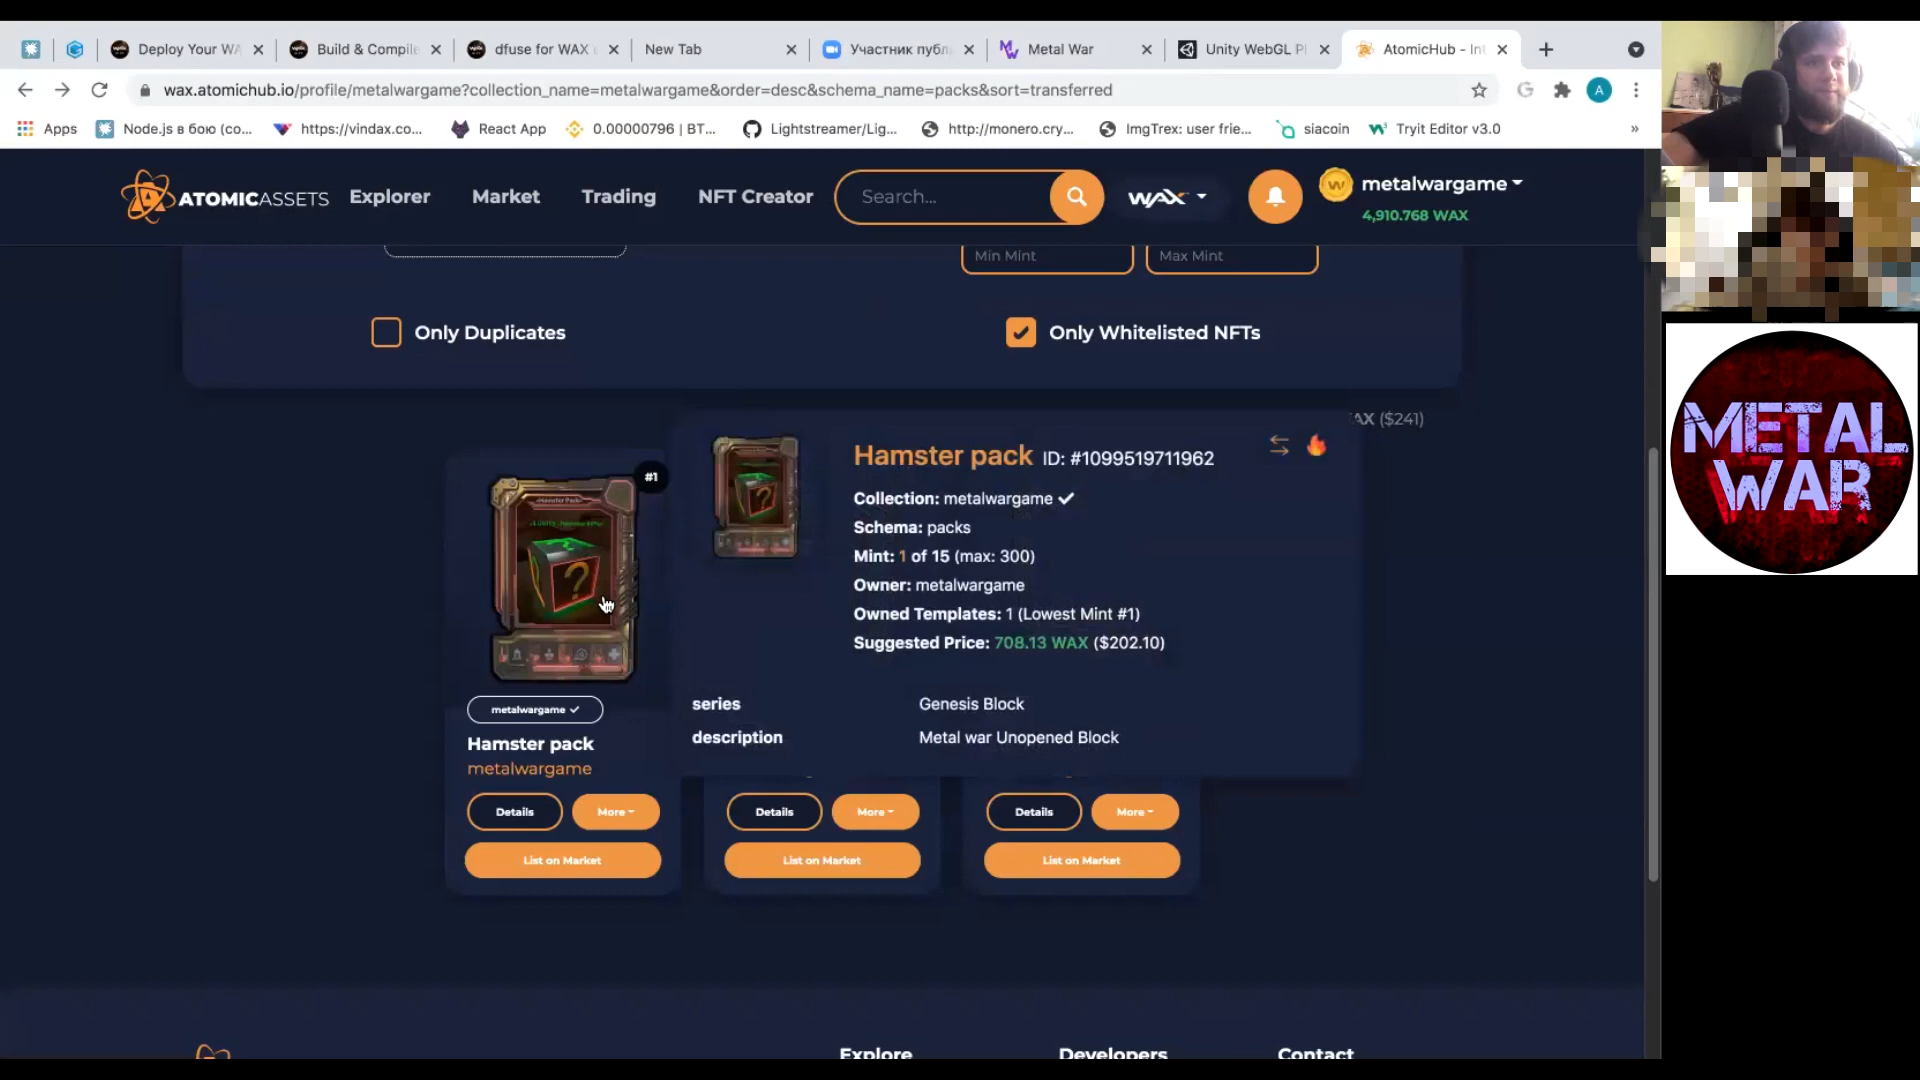 Deploy Your WA
Build & Compile
dfuse for WAX
New Tab
Участник публ
Metal War
Unity WebGL Pl
AtomicHub - Int
wax.atomichub.io/profile/metalwargame?collection_name=metalwargame&order=desc&schema_name=packs&sort=transferred
A
Apps
Node.js в бою (со...
https://vindax.co...
React App
0.00000796 | BT...
Lightstreamer/Lig...
http://monero.cry...
ImgTrex: user frie...
siacoin
Tryit Editor v3.0
»
ATOMICASSETS
Explorer
Market
Trading
NFT Creator
Search...
WAX
metalwargame
4,910.768 WAX
Min Mint
Max Mint
Only Duplicates
Only Whitelisted NFTs
AX ($241)
#1
Hamster Pack
Hamster pack ID: #1099519711962
Collection: metalwargame
Schema: packs
Mint: 1 of 15 (max: 300)
Owner: metalwargame
Owned Templates: 1 (Lowest Mint #1)
Suggested Price: 708.13 WAX ($202.10)
series Genesis Block
description Metal war Unopened Block
metalwargame
Hamster pack
metalwargame
Details
More
Details
More
Details
More
List on Market
List on Market
List on Market
Explore
Developers
Contact
METAL
WAR